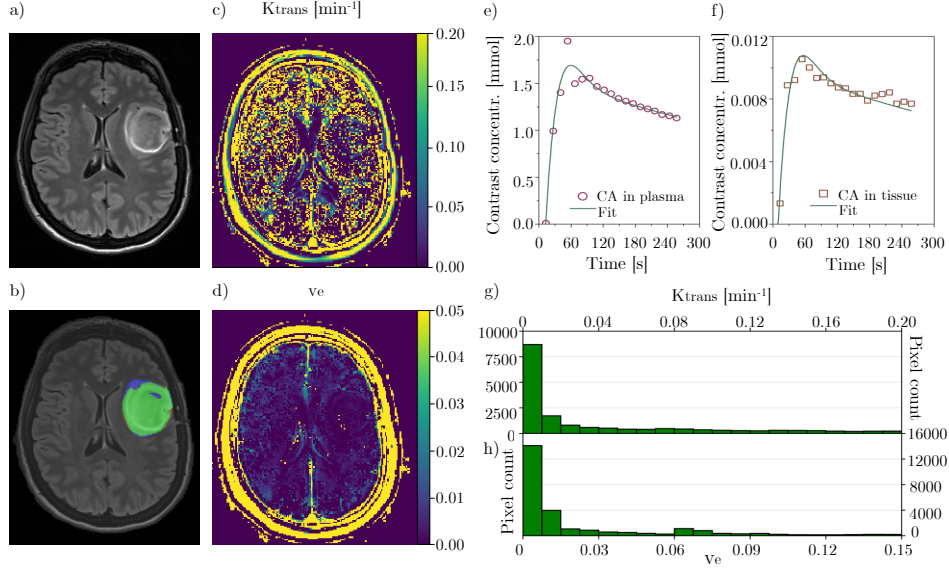 a)
c)
Ktrans [min⁻¹]
0.20
0.15
0.10
0.05
0.00
e)
Contrast concentr. [mmol]
2.0
1.5
1.0
0.5
0.0
CA in plasma
Fit
0 60 120 180 240 300
Time [s]
f)
Contrast concentr. [mmol]
0.012
0.008
0.004
0.000
CA in tissue
Fit
0 60 120 180 240 300
Time [s]
b)
d)
ve
0.05
0.04
0.03
0.02
0.01
0.00
g)
Ktrans [min⁻¹]
0 0.04 0.08 0.12 0.16 0.20
10000
7500
5000
2500
0
Pixel count
h)
Pixel count
16000
12000
8000
4000
0
0 0.03 0.06 0.09 0.12 0.15
ve